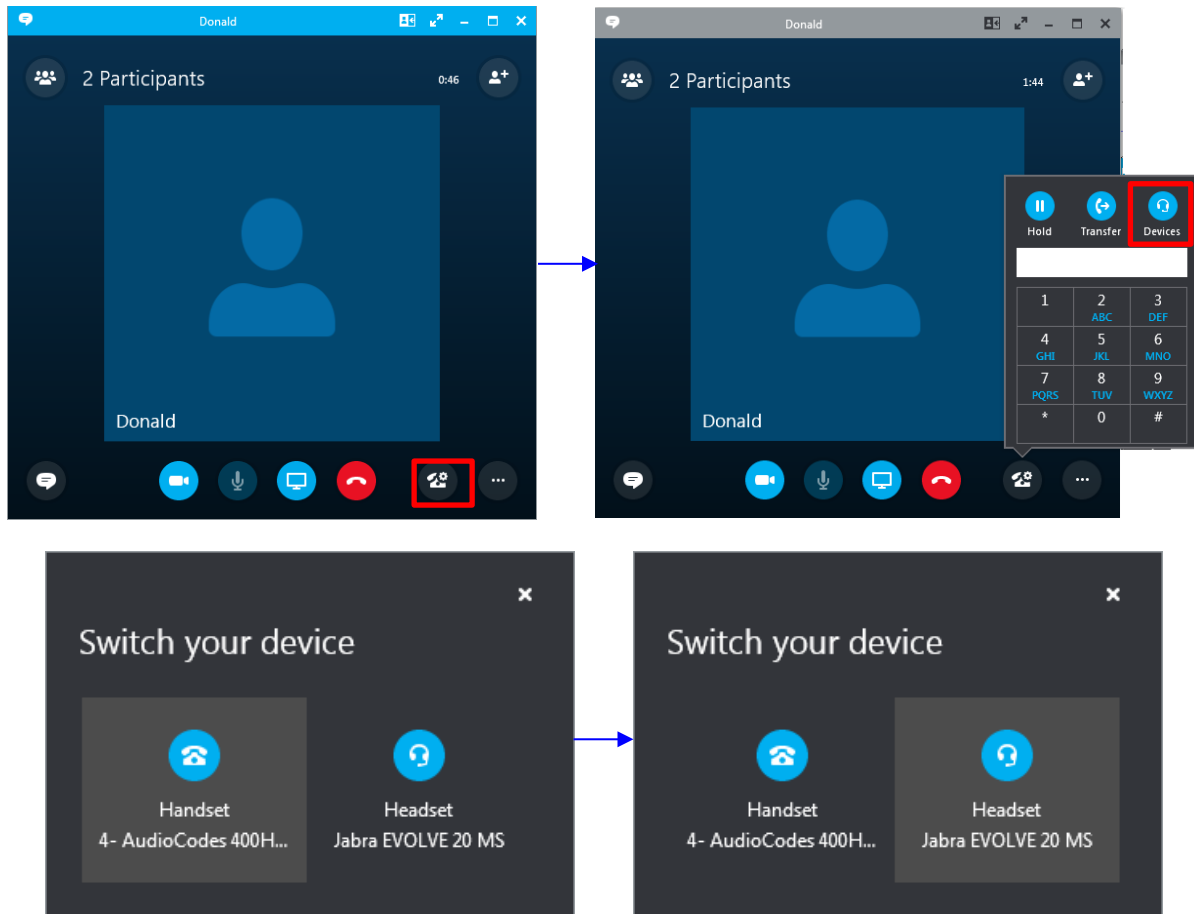 Donald
2 Participants
0:46
Donald
Donald
2 Participants
1:44
Hold Transfer Devices
1 2 3
ABC DEF
4 5 6
GHI JKL MNO
7 8 9
PQRS TUV WXYZ
* 0 #
Donald
Switch your device
Handset Headset
4- AudioCodes 400H... Jabra EVOLVE 20 MS
Switch your device
Handset Headset
4- AudioCodes 400H... Jabra EVOLVE 20 MS